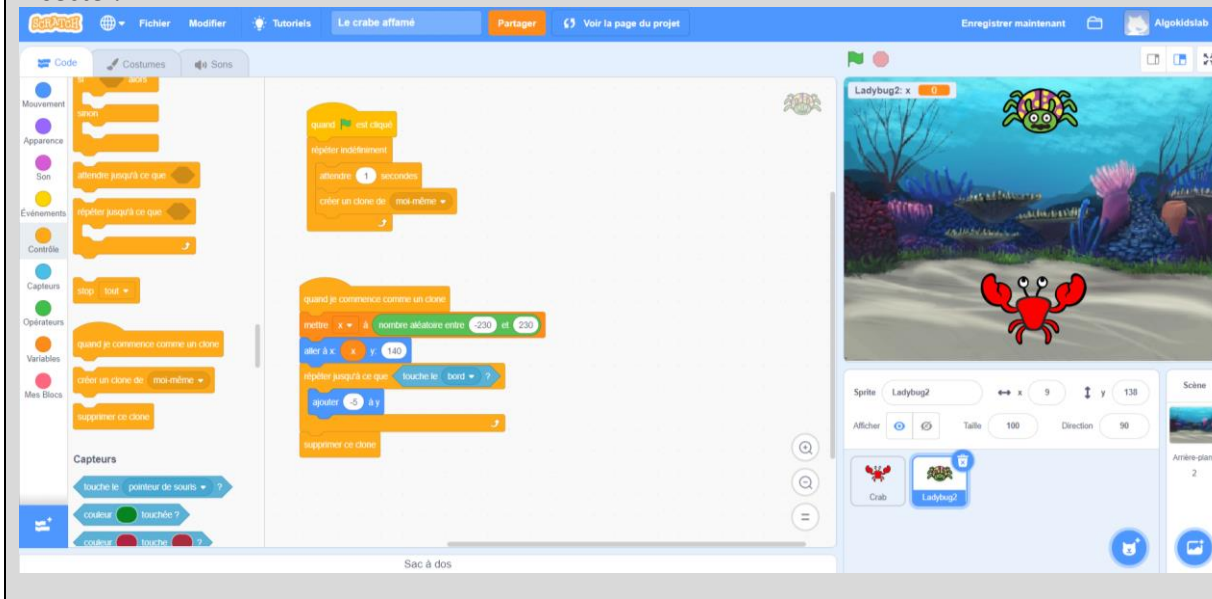 SCRATCH Fichier Modifier Tutoriels Le crabe affamé Partager Voir la page du projet Enregistrer maintenant Algokidslab
Code Costumes Sons
Mouvement
Apparence
Son
Événements
Contrôle
Capteurs
Opérateurs
Variables
Mes Blocs
si alors
sinon
attendre jusqu'à ce que
répéter jusqu'à ce que
stop tout
quand je commence comme un clone
créer un clone de moi-même
supprimer ce clone
Capteurs
touche le pointeur de souris ?
couleur touchée ?
couleur touche ?
quand est cliqué
répéter indéfiniment
attendre 1 secondes
créer un clone de moi-même
quand je commence comme un clone
mettre x à nombre aléatoire entre -230 et 230
aller à x: x y: 140
répéter jusqu'à ce que touche le bord ?
ajouter -5 à y
supprimer ce clone
Ladybug2: x 0
Sprite Ladybug2 x 9 y 138
Afficher Taille 100 Direction 90
Crab
Ladybug2
Scène
Arrière-plan
2
Sac à dos